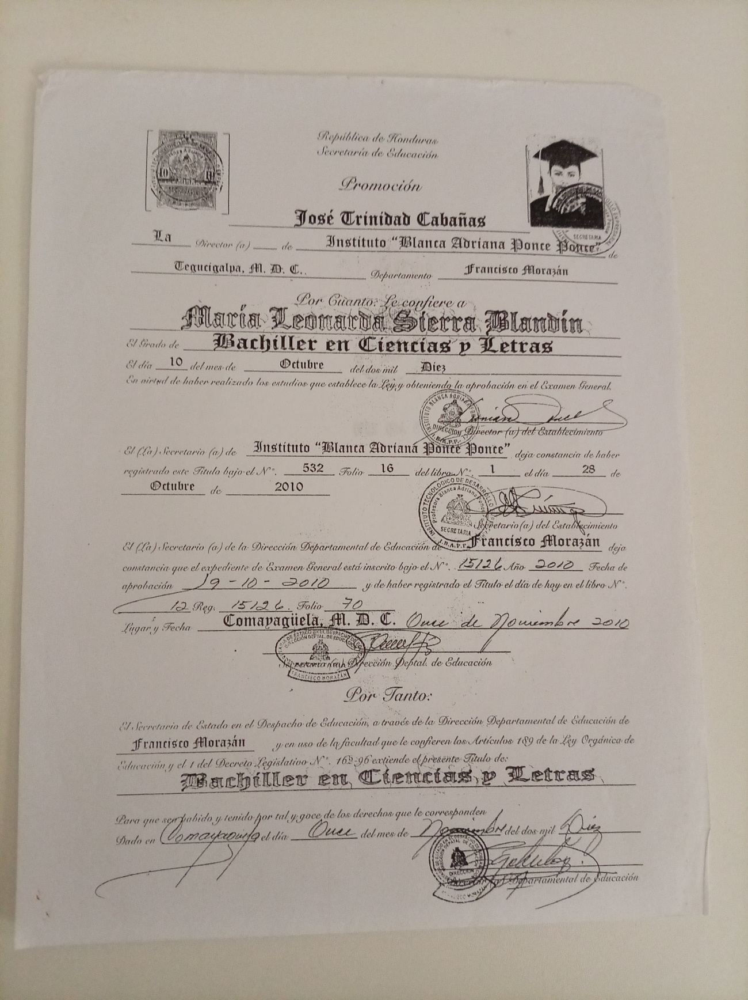 República de Honduras
Secretaría de Educación
Promoción
José Trinidad Cabañas
La Director (a) de Instituto “Blanca Adriana Ponce Ponce” de
Tegucigalpa, M. D. C.. Departamento Francisco Morazán
Por Cuanto: Le confiere a
María Leonarda Sierra Blandín
El Grado de Bachiller en Ciencias y Letras
El día 10 del mes de Octubre del dos mil Diez
En virtud de haber realizado los estudios que establece la Ley y obteniendo la aprobación en el Examen General.
Director (a) del Establecimiento
El (La) Secretario (a) de Instituto “Blanca Adriana Ponce Ponce” deja constancia de haber
registrado este Título bajo el N°. 532 Folio 16 del libro N°. 1 el día 28 de
Octubre de 2010
Secretario (a) del Establecimiento
El (La) Secretario (a) de la Dirección Departamental de Educación de Francisco Morazán deja
constancia que el expediente de Examen General está inscrito bajo el N°. 15126 Año 2010 Fecha de
aprobación 19-10-2010 y de haber registrado el Título el día de hoy en el libro N°.
12 Reg. 15126. Folio 70
Lugar y Fecha Comayagüela, M. D. C. Once de Noviembre 2010
Dirección Deptal. de Educación
FRANCISCO MORAZÁN
Por Tanto:
El Secretario de Estado en el Despacho de Educación, a través de la Dirección Departamental de Educación de
Francisco Morazán y en uso de la facultad que le confieren los Artículos 189 de la Ley Orgánica de
Educación y el 1 del Decreto Legislativo N°. 162-96 extiende el presente Título de:
Bachiller en Ciencias y Letras
Para que sea habido y tenido por tal y goce de los derechos que le corresponden
Dado en Comayagüela el día Once del mes de Noviembre del dos mil Diez
Departamental de Educación